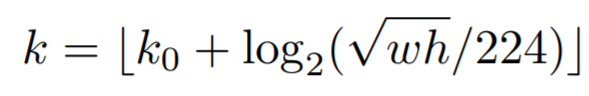 k = ⌊k₀ + log₂(√wh/224)⌋